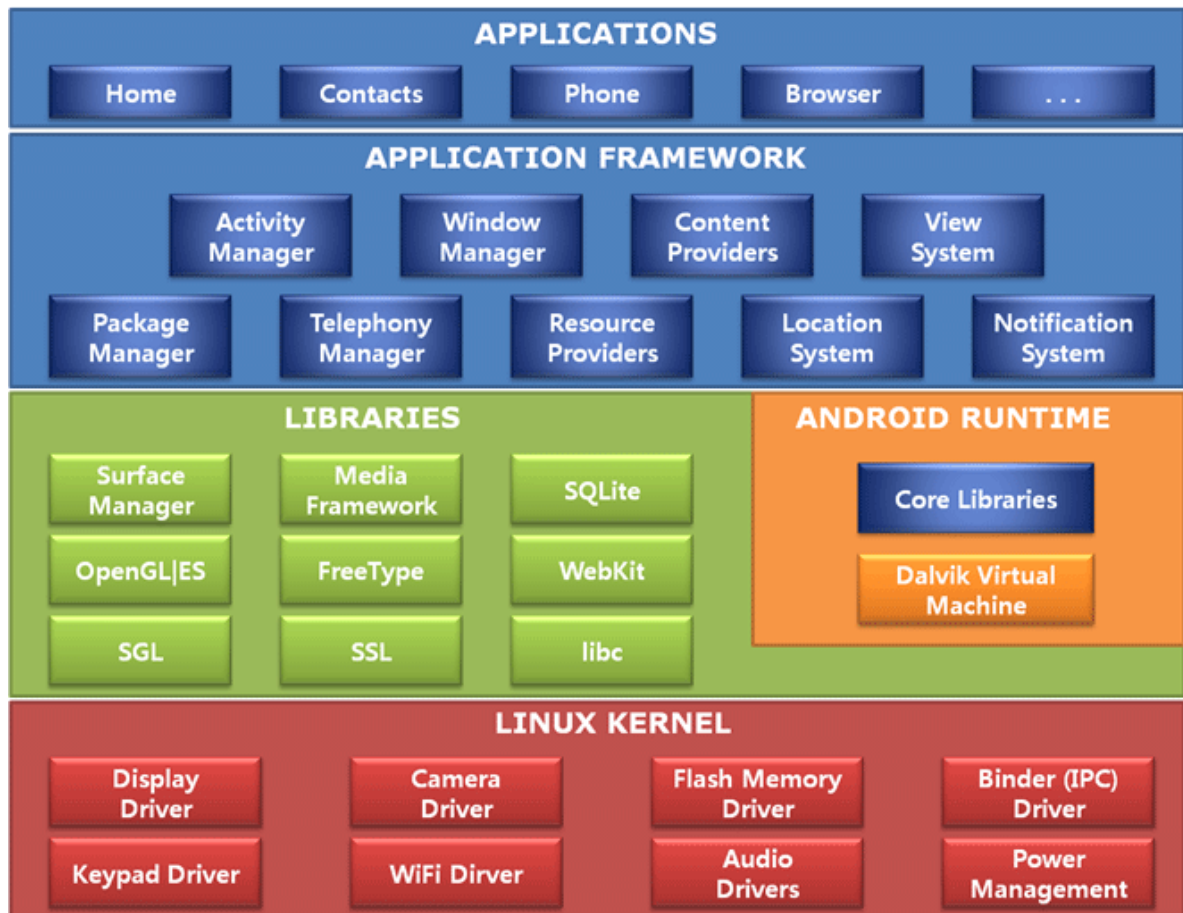 APPLICATIONS
Home
Contacts
Phone
Browser
. . .
APPLICATION FRAMEWORK
Activity
Manager
Window
Manager
Content
Providers
View
System
Package
Manager
Telephony
Manager
Resource
Providers
Location
System
Notification
System
LIBRARIES
Surface
Manager
Media
Framework
SQLite
OpenGL|ES
FreeType
WebKit
SGL
SSL
libc
ANDROID RUNTIME
Core Libraries
Dalvik Virtual
Machine
LINUX KERNEL
Display
Driver
Camera
Driver
Flash Memory
Driver
Binder (IPC)
Driver
Keypad Driver
WiFi Dirver
Audio
Drivers
Power
Management